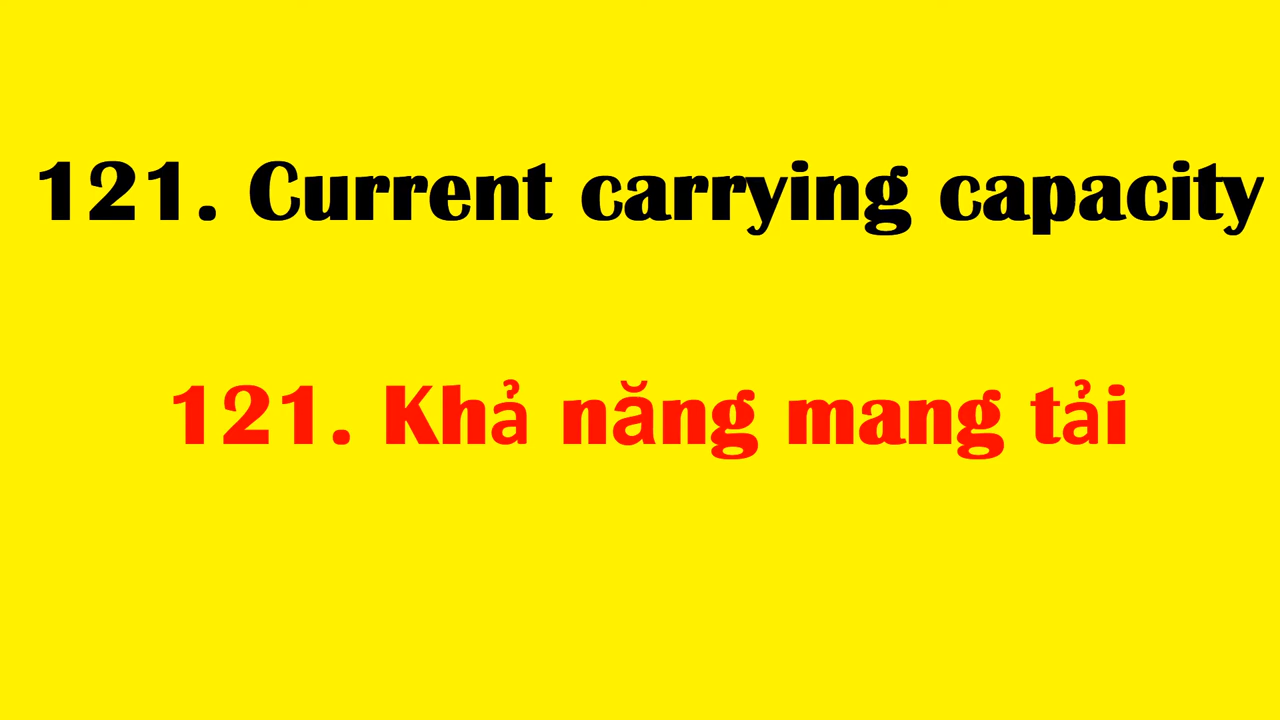 121. Current carrying capacity
121. Khả năng mang tải